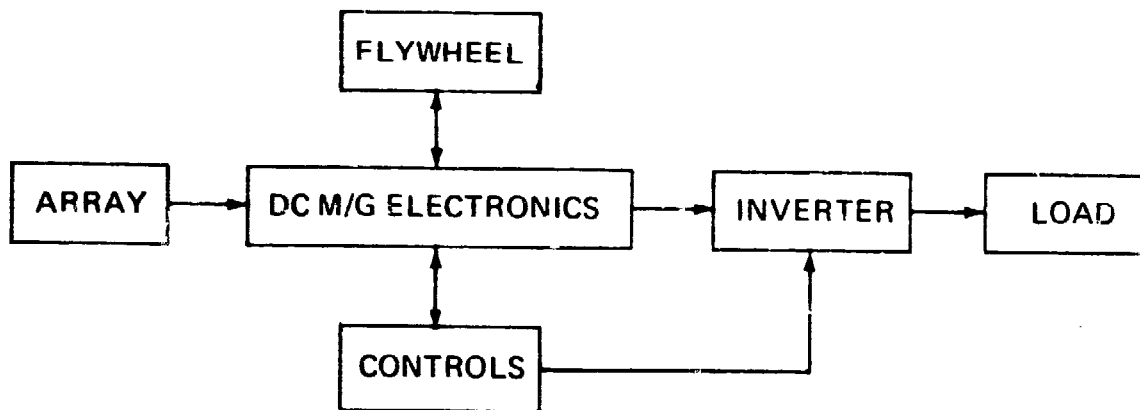 FLYWHEEL
ARRAY
DC M/G ELECTRONICS
INVERTER
LOAD
CONTROLS